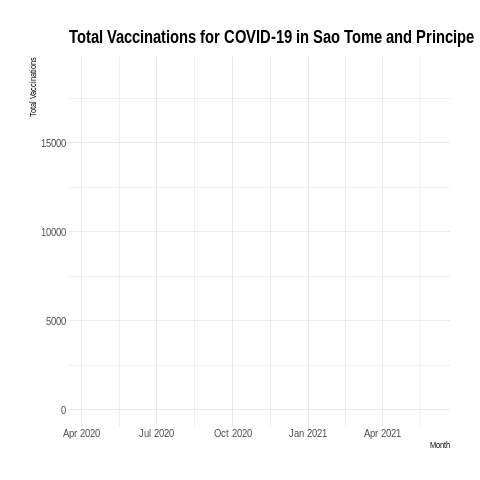 Total Vaccinations for COVID-19 in Sao Tome and Principe
Total Vaccinations
15000
10000
5000
0
Apr 2020 Jul 2020 Oct 2020 Jan 2021 Apr 2021
Month